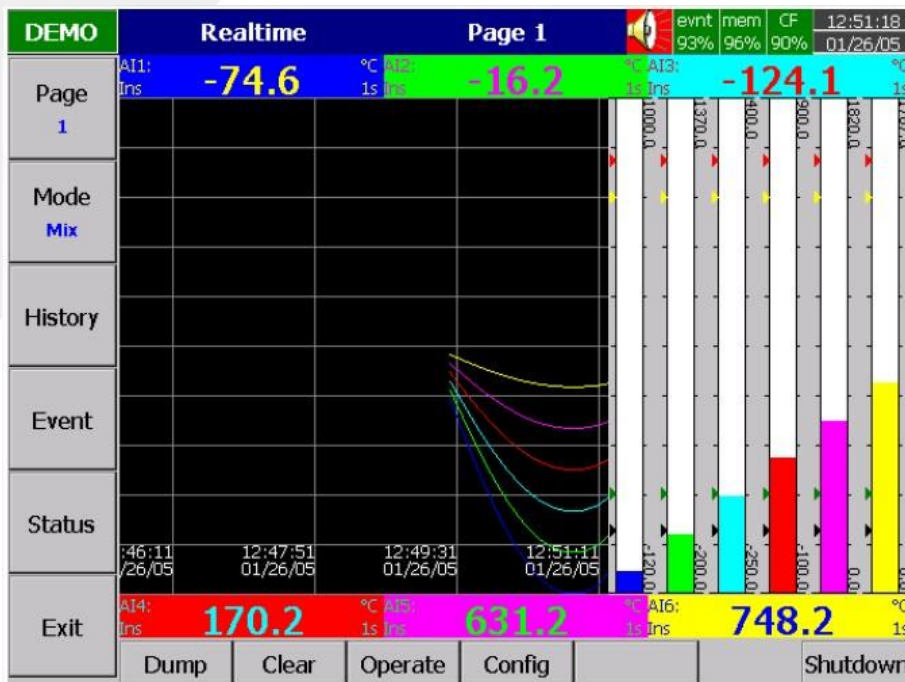 DEMO Realtime Page 1 evnt mem CF 12:51:18
93% 96% 90% 01/26/05
AI1: -74.6 °C AI2: -16.2 °C AI3: -124.1 °C
Ins 1s Ins 1s Ins 1s
Page
1
Mode
Mix
History
Event
Status
Exit
1000.0 1370.0 400.0 900.0 1820.0
-120.0 -200.0 -250.0 -100.0 0.0
:46:11 12:47:51 12:49:31 12:51:11
/26/05 01/26/05 01/26/05 01/26/05
AI4: 170.2 °C AI5: 631.2 °C AI6: 748.2 °C
Ins 1s Ins 1s Ins 1s
Dump Clear Operate Config Shutdown